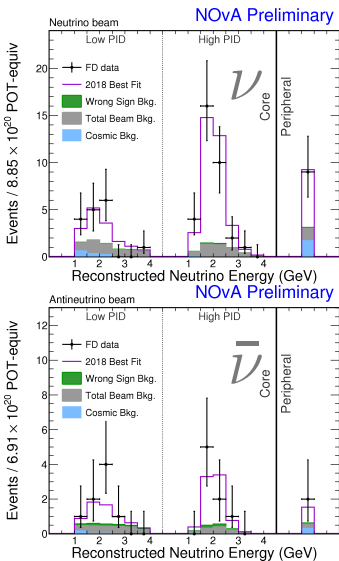 NOvA Preliminary
Neutrino beam
Low PID
High PID
FD data
2018 Best Fit
Wrong Sign Bkg.
Total Beam Bkg.
Cosmic Bkg.
ν
Core
Peripheral
Events / 8.85 × 10²⁰ POT-equiv
20
15
10
5
0
1 2 3 4 1 2 3 4
Reconstructed Neutrino Energy (GeV)
NOvA Preliminary
Antineutrino beam
Low PID
High PID
FD data
2018 Best Fit
Wrong Sign Bkg.
Total Beam Bkg.
Cosmic Bkg.
ν̄
Core
Peripheral
Events / 6.91 × 10²⁰ POT-equiv
12
10
8
6
4
2
0
1 2 3 4 1 2 3 4
Reconstructed Neutrino Energy (GeV)